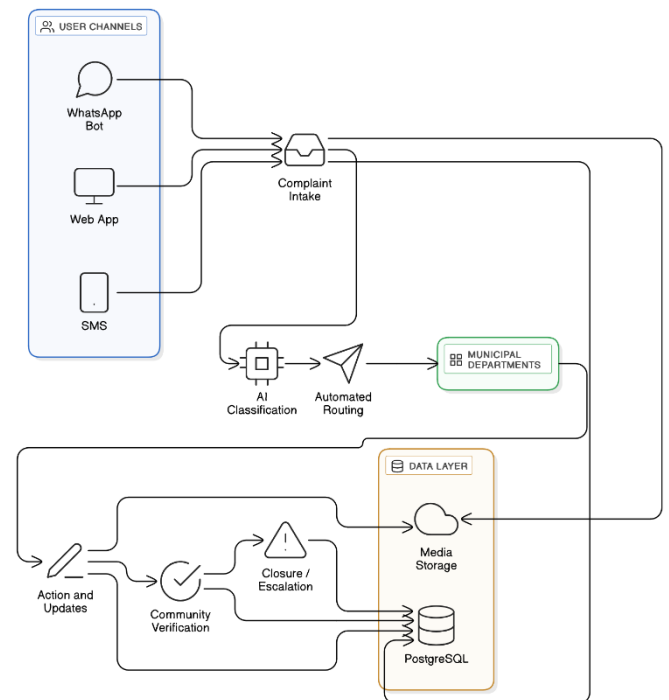 USER CHANNELS
WhatsApp
Bot
Web App
SMS
Complaint
Intake
AI
Classification
Automated
Routing
MUNICIPAL
DEPARTMENTS
DATA LAYER
Media
Storage
PostgreSQL
Action and
Updates
Community
Verification
Closure /
Escalation